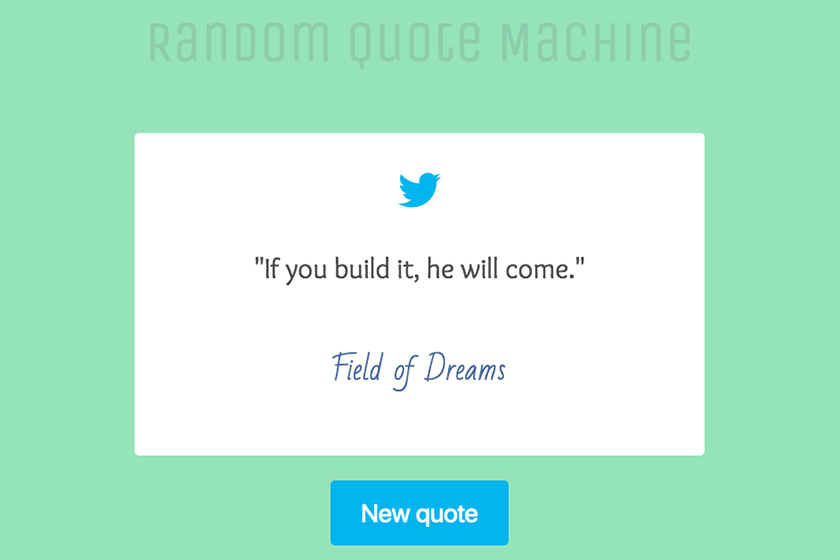 Random Quote Machine
"If you build it, he will come."
Field of Dreams
New quote